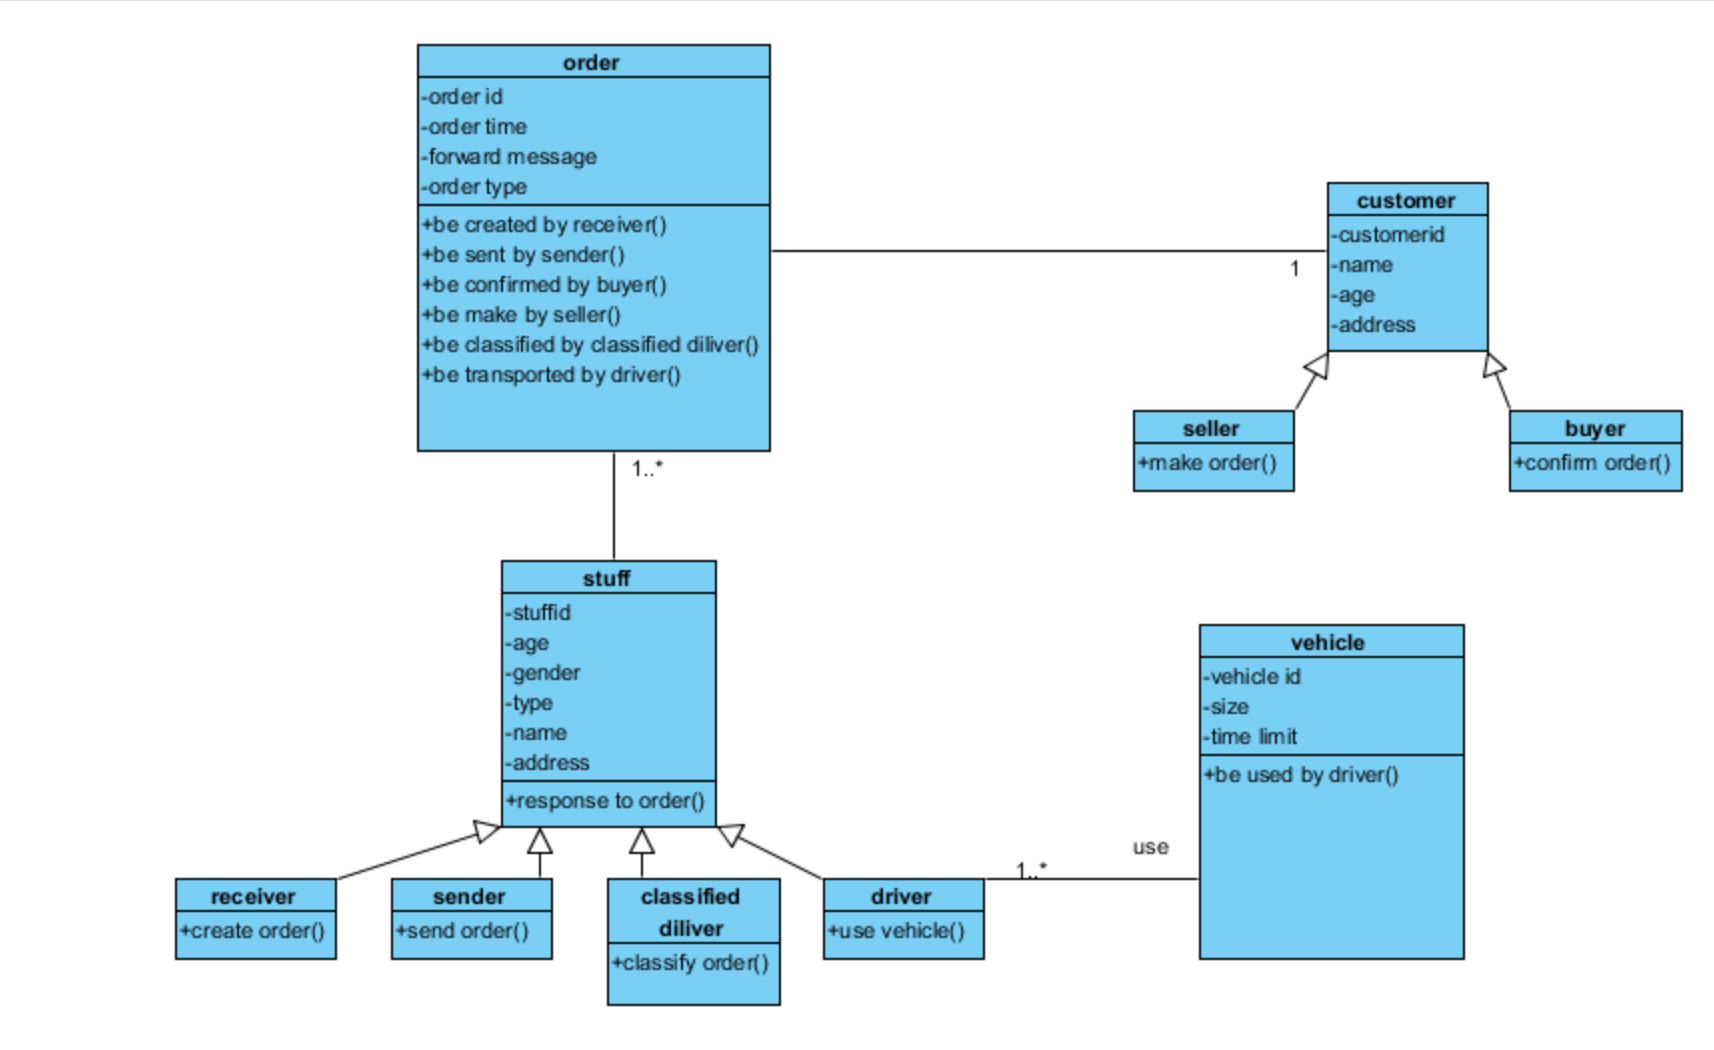 order
-order id
-order time
-forward message
-order type
+be created by receiver()
+be sent by sender()
+be confirmed by buyer()
+be make by seller()
+be classified by classified diliver()
+be transported by driver()
1
customer
-customerid
-name
-age
-address
seller
+make order()
buyer
+confirm order()
1..*
stuff
-stuffid
-age
-gender
-type
-name
-address
+response to order()
vehicle
-vehicle id
-size
-time limit
+be used by driver()
use
1..*
receiver
+create order()
sender
+send order()
classified
diliver
+classify order()
driver
+use vehicle()